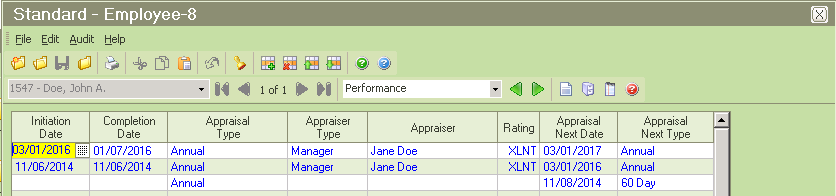 Standard - Employee-8
File Edit Audit Help
1547 - Doe, John A. 1 of 1 Performance
Initiation Date Completion Date Appraisal Type Appraiser Type Appraiser Rating Appraisal Next Date Appraisal Next Type
03/01/2016 01/07/2016 Annual Manager Jane Doe XLNT 03/01/2017 Annual
11/06/2014 11/06/2014 Annual Manager Jane Doe XLNT 03/01/2016 Annual
Annual 11/08/2014 60 Day